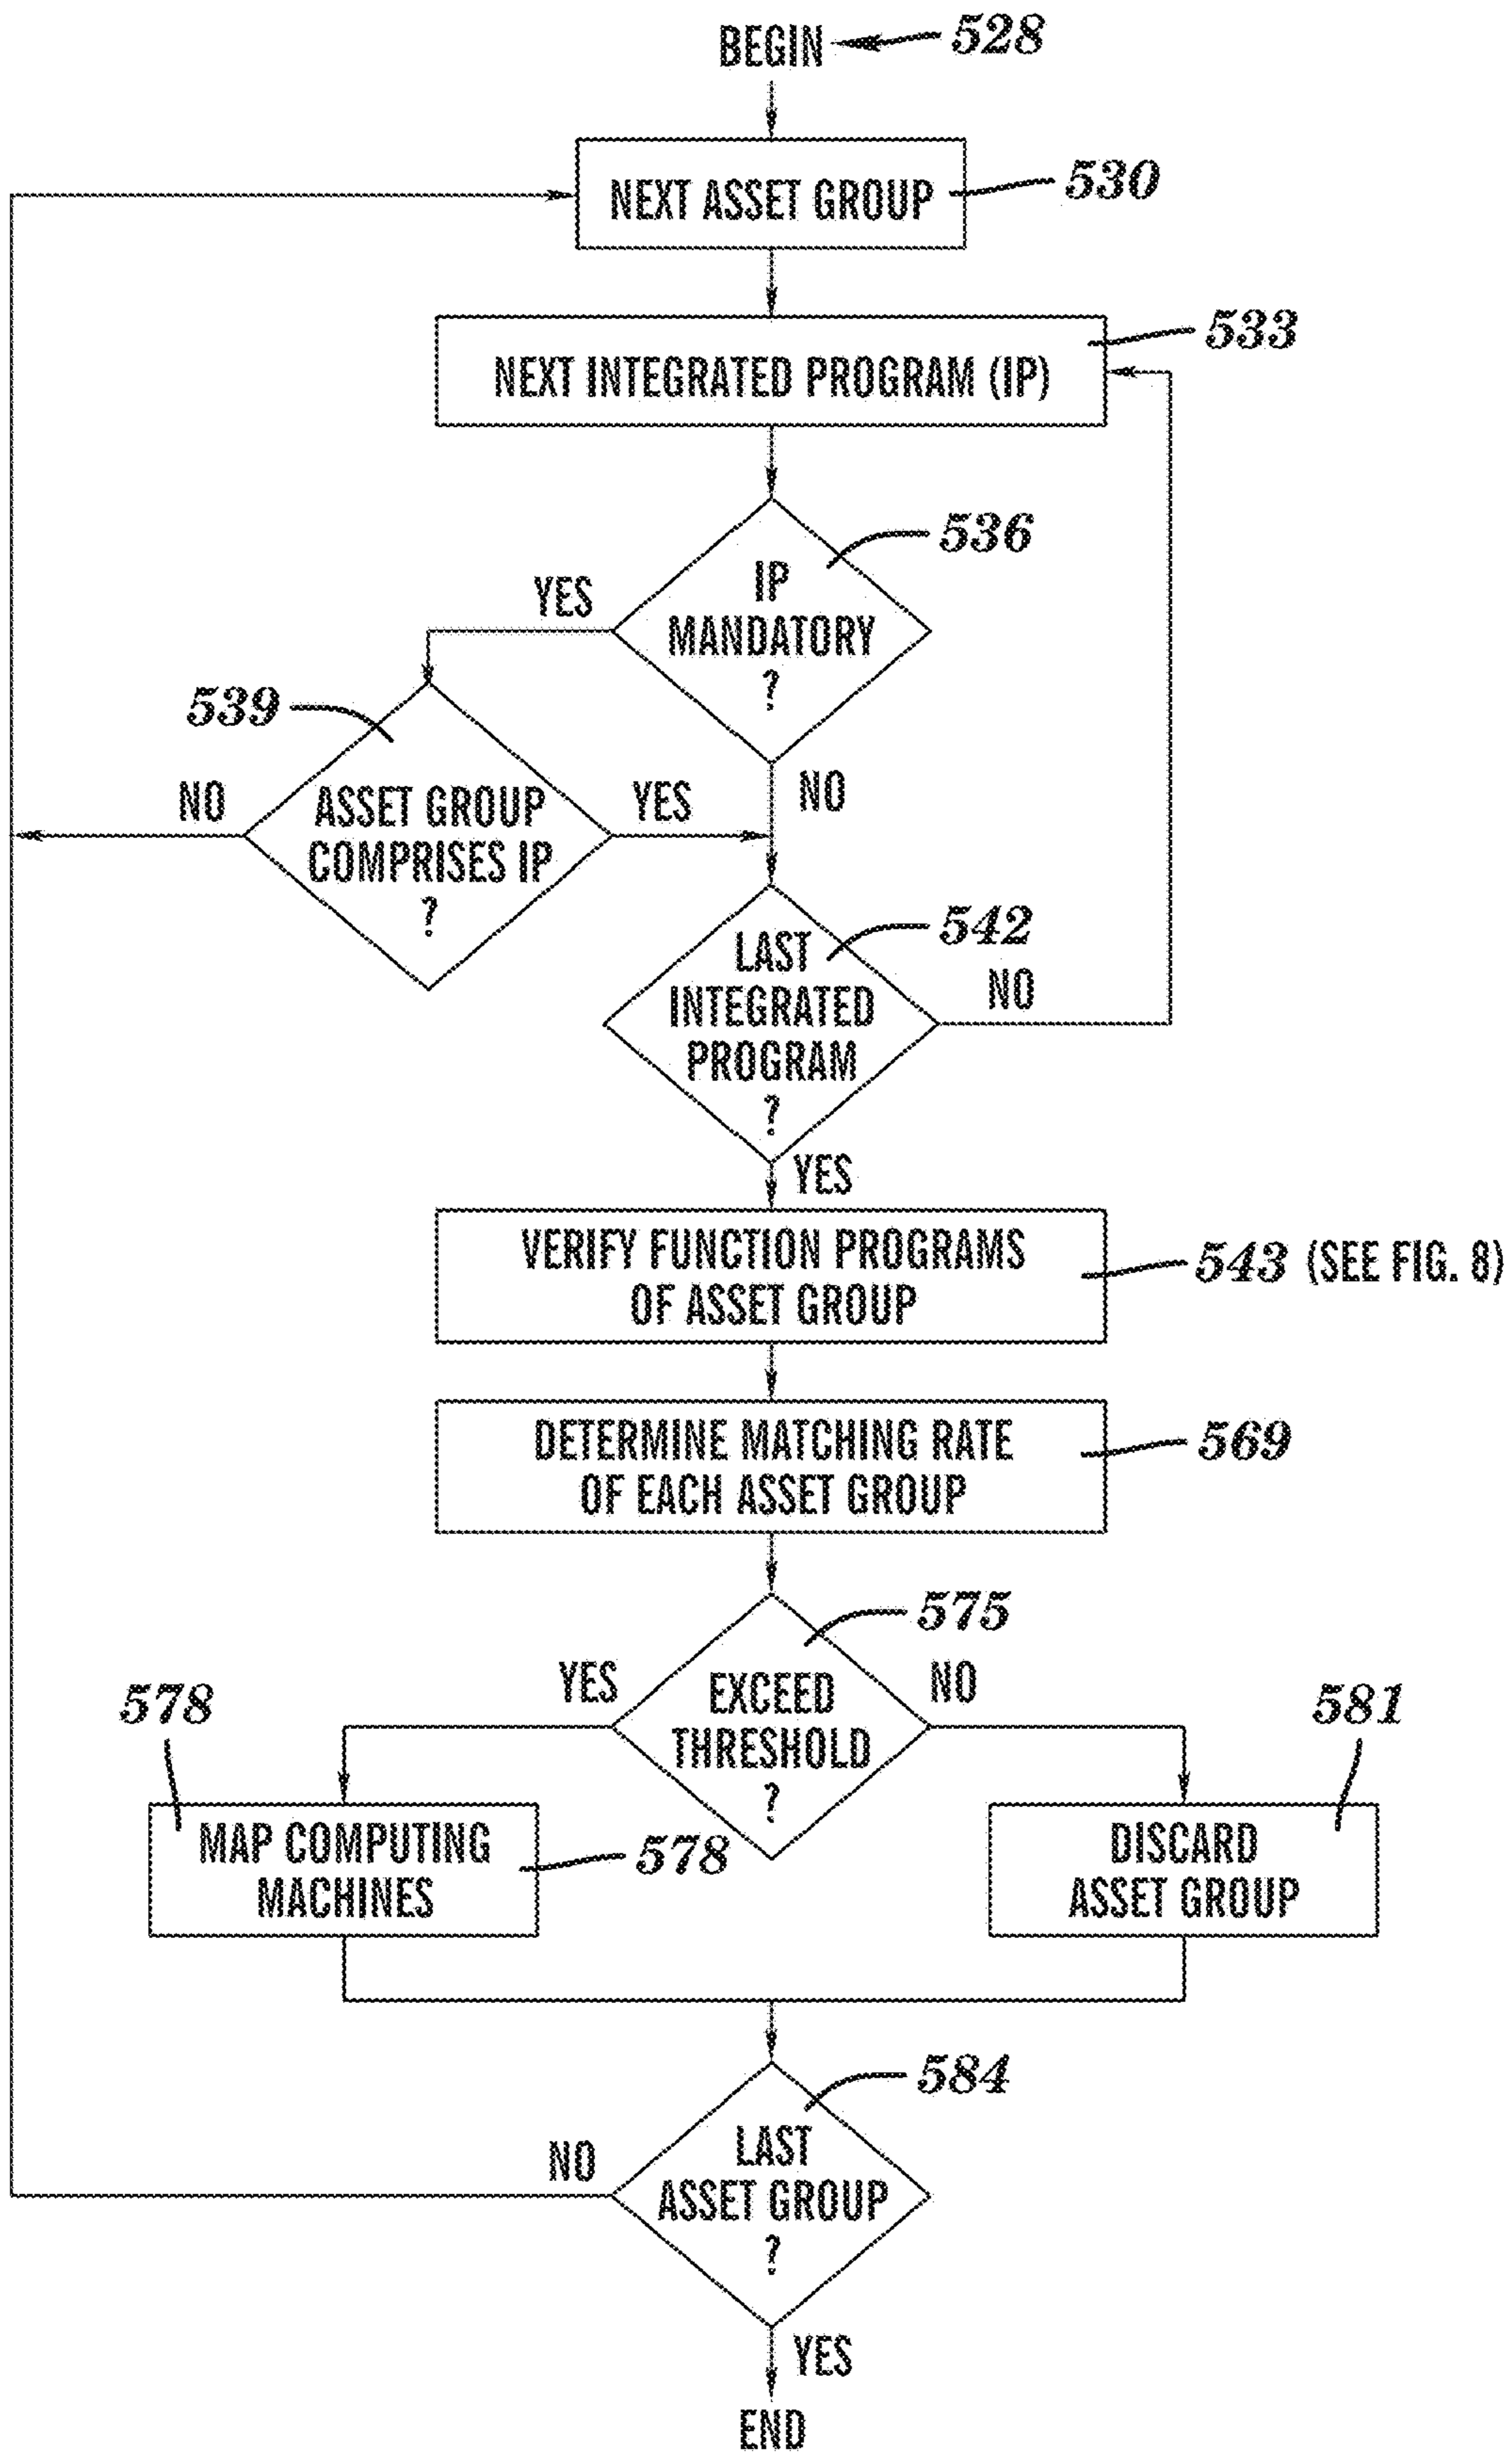 BEGIN 528
NEXT ASSET GROUP 530
NEXT INTEGRATED PROGRAM (IP) 533
536
IP
MANDATORY
?
YES
NO
539
ASSET GROUP
COMPRISES IP
?
NO
YES
542
LAST
INTEGRATED
PROGRAM
?
NO
YES
VERIFY FUNCTION PROGRAMS
OF ASSET GROUP
543 (SEE FIG. 8)
DETERMINE MATCHING RATE
OF EACH ASSET GROUP
569
575
EXCEED
THRESHOLD
?
YES
NO
578
MAP COMPUTING
MACHINES
578
581
DISCARD
ASSET GROUP
584
LAST
ASSET GROUP
?
NO
YES
END